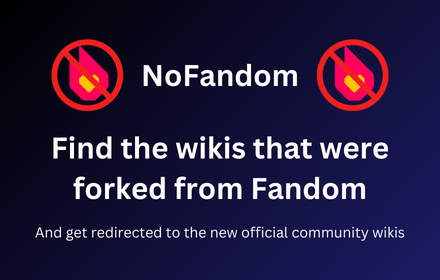 NoFandom
Find the wikis that were
forked from Fandom
And get redirected to the new official community wikis